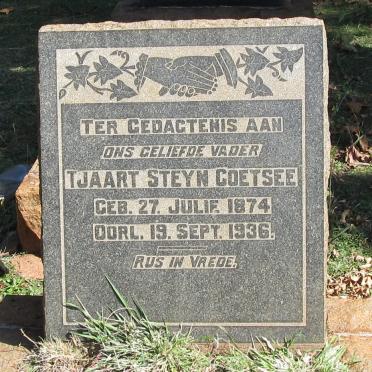 TER GEDACTENIS AAN
ONS GELIEFDE VADER
TJAART STEYN COETSEE
GEB. 27. JULIE. 1874
OORL. 19. SEPT. 1936.
RUS IN VREDE.